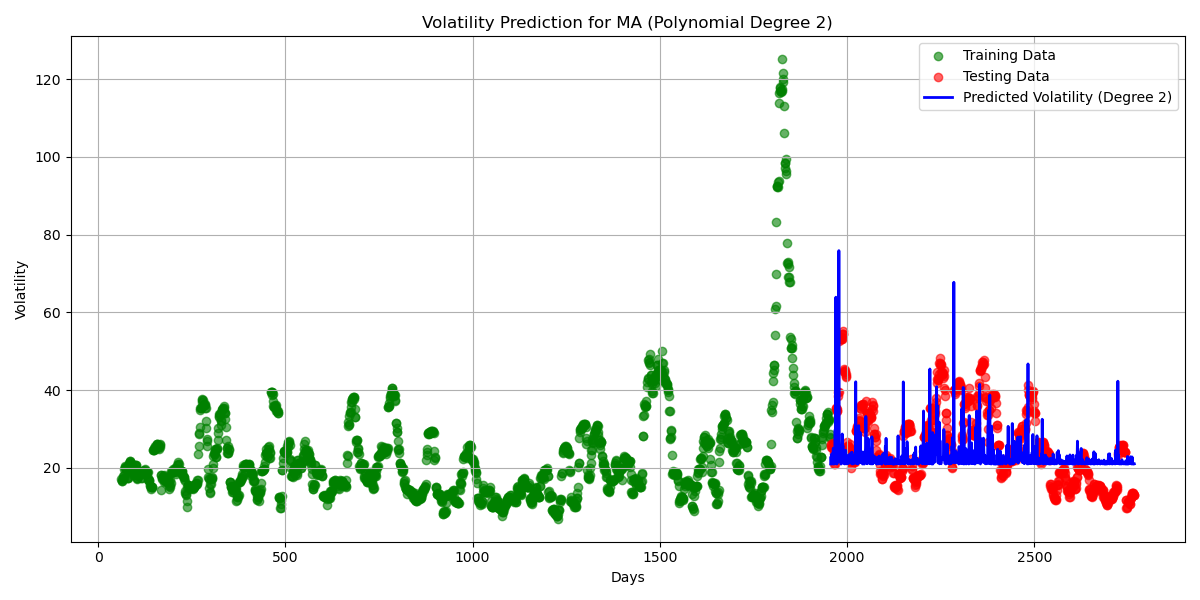 Volatility Prediction for MA (Polynomial Degree 2)
Training Data
Testing Data
Predicted Volatility (Degree 2)
Volatility
120
100
80
60
40
20
0
500
1000
1500
2000
2500
Days